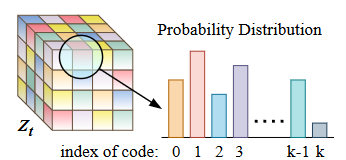 Probability Distribution
Z_t
index of code: 0 1 2 3 .... k-1 k